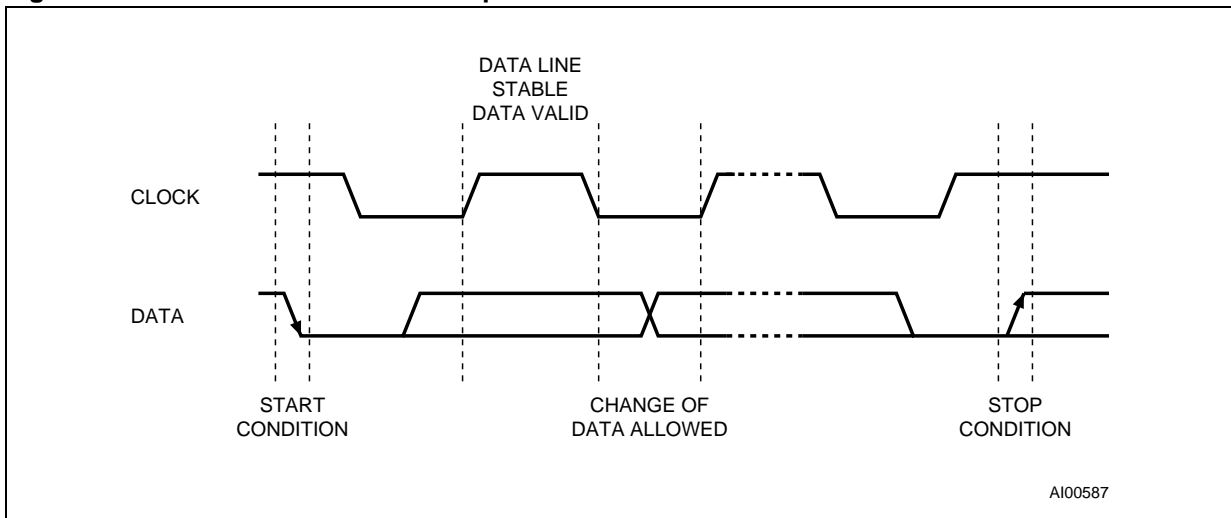 DATA LINE
STABLE
DATA VALID
CLOCK
DATA
START
CONDITION
CHANGE OF
DATA ALLOWED
STOP
CONDITION
AI00587